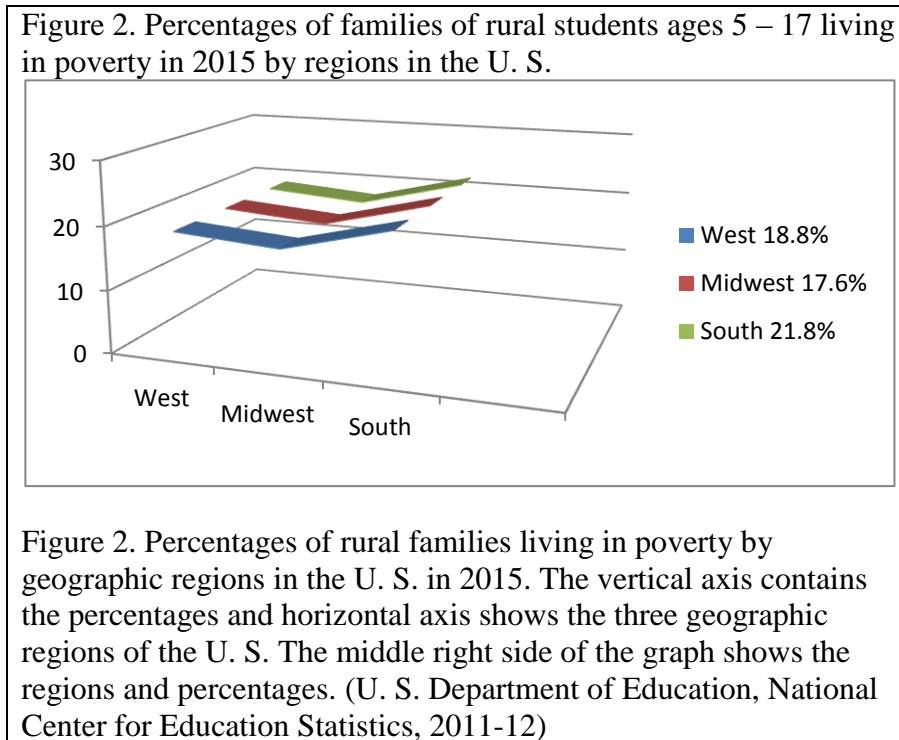 Figure 2. Percentages of families of rural students ages 5 – 17 living
in poverty in 2015 by regions in the U. S.
30
20
10
0
West
Midwest
South
West 18.8%
Midwest 17.6%
South 21.8%
Figure 2. Percentages of rural families living in poverty by
geographic regions in the U. S. in 2015. The vertical axis contains
the percentages and horizontal axis shows the three geographic
regions of the U. S. The middle right side of the graph shows the
regions and percentages. (U. S. Department of Education, National
Center for Education Statistics, 2011-12)